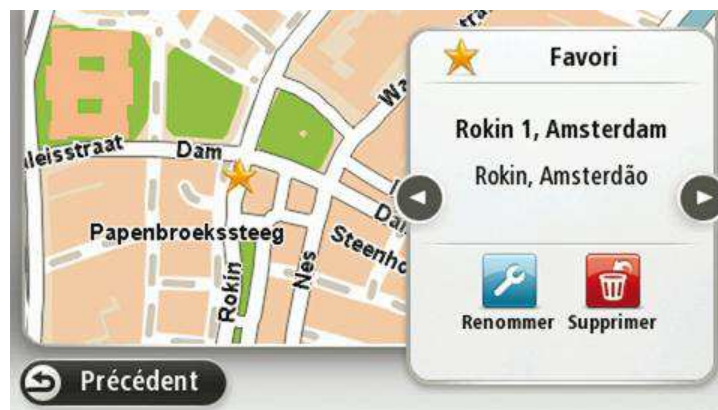 Favori
Rokin 1, Amsterdam
Rokin, Amsterdão
Renommer
Supprimer
Dam
Papenbroekssteeg
Rokin
Nes
Précédent